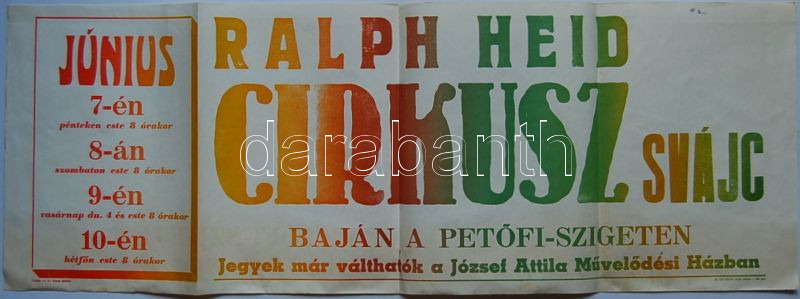 JÚNIUS
7-én
pénteken este 8 órakor
8-án
szombaton este 8 órakor
9-én
vasárnap du. 4 és este 8 órakor
10-én
hétfőn este 8 órakor
RALPH HEID
CIRKUSZ SVÁJC
darabanth
BAJÁN A PETŐFI-SZIGETEN
Jegyek már válthatók a József Attila Művelődési Házban